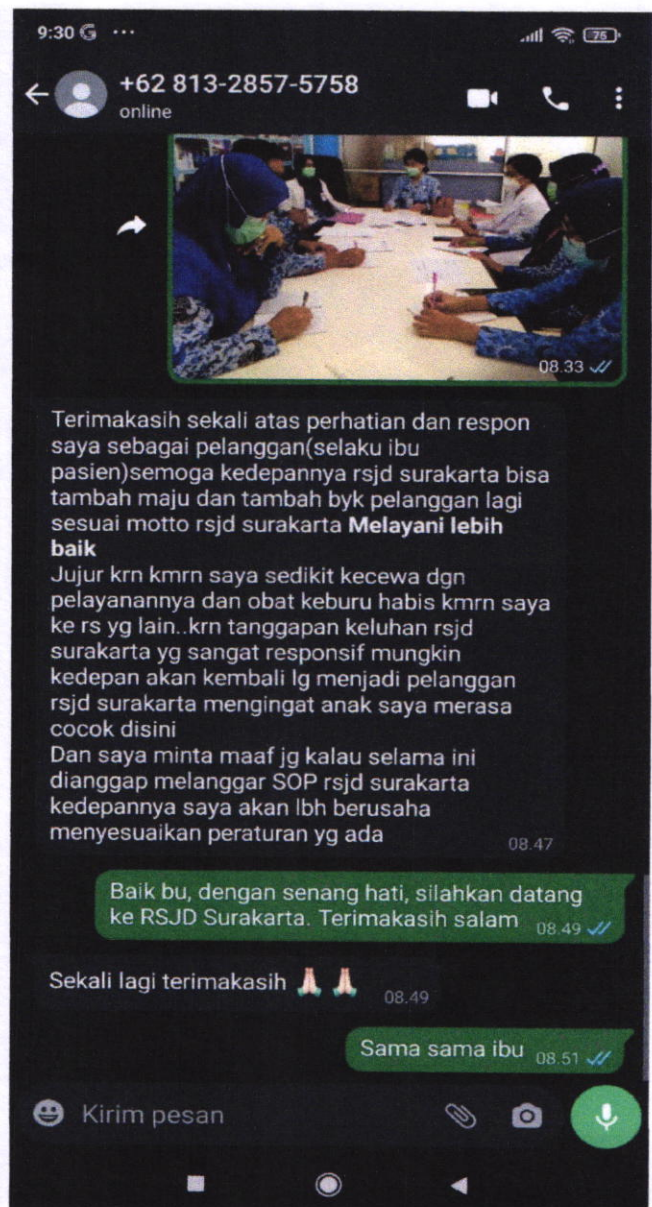 9:30 G ...
75
+62 813-2857-5758
online
08.33
Terimakasih sekali atas perhatian dan respon
saya sebagai pelanggan(selaku ibu
pasien)semoga kedepannya rsjd surakarta bisa
tambah maju dan tambah byk pelanggan lagi
sesuai motto rsjd surakarta Melayani lebih
baik
Jujur krn kmrn saya sedikit kecewa dgn
pelayanannya dan obat keburu habis kmrn saya
ke rs yg lain..krn tanggapan keluhan rsjd
surakarta yg sangat responsif mungkin
kedepan akan kembali lg menjadi pelanggan
rsjd surakarta mengingat anak saya merasa
cocok disini
Dan saya minta maaf jg kalau selama ini
dianggap melanggar SOP rsjd surakarta
kedepannya saya akan lbh berusaha
menyesuaikan peraturan yg ada
08.47
Baik bu, dengan senang hati, silahkan datang
ke RSJD Surakarta. Terimakasih salam 08.49
Sekali lagi terimakasih 🙏🏻 🙏🏻 08.49
Sama sama ibu 08.51
Kirim pesan